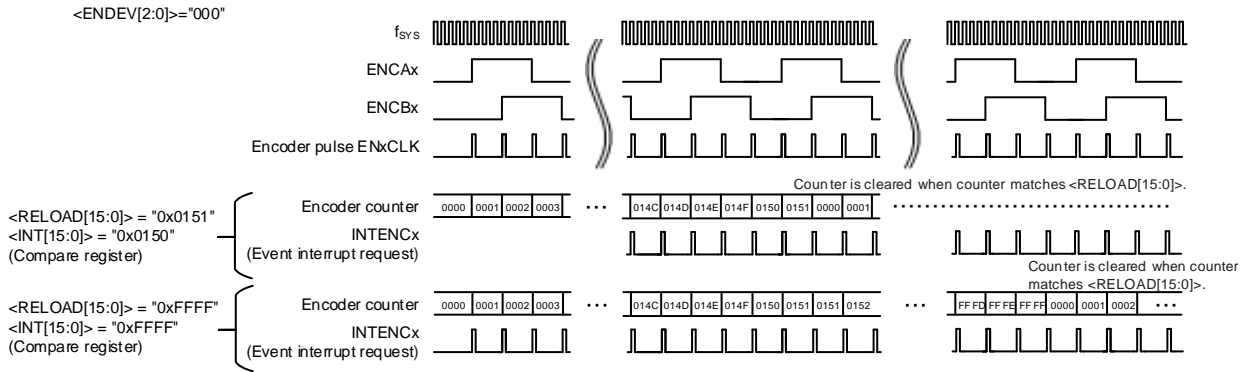 <ENDEV[2:0]>="000"
fSYS
ENCAx
ENCBx
Encoder pulse ENxCLK
Counter is cleared when counter matches <RELOAD[15:0]>.
<RELOAD[15:0]> = "0x0151"
<INT[15:0]> = "0x0150"
(Compare register)
Encoder counter
0000 0001 0002 0003 ··· 014C 014D 014E 014F 0150 0151 0000 0001
INTENCx
(Event interrupt request)
Counter is cleared when counter
matches <RELOAD[15:0]>.
<RELOAD[15:0]> = "0xFFFF"
<INT[15:0]> = "0xFFFF"
(Compare register)
Encoder counter
0000 0001 0002 0003 ··· 014C 014D 014E 014F 0150 0151 0151 0152 ··· FFFD FFFE FFFF 0000 0001 0002 ···
INTENCx
(Event interrupt request)